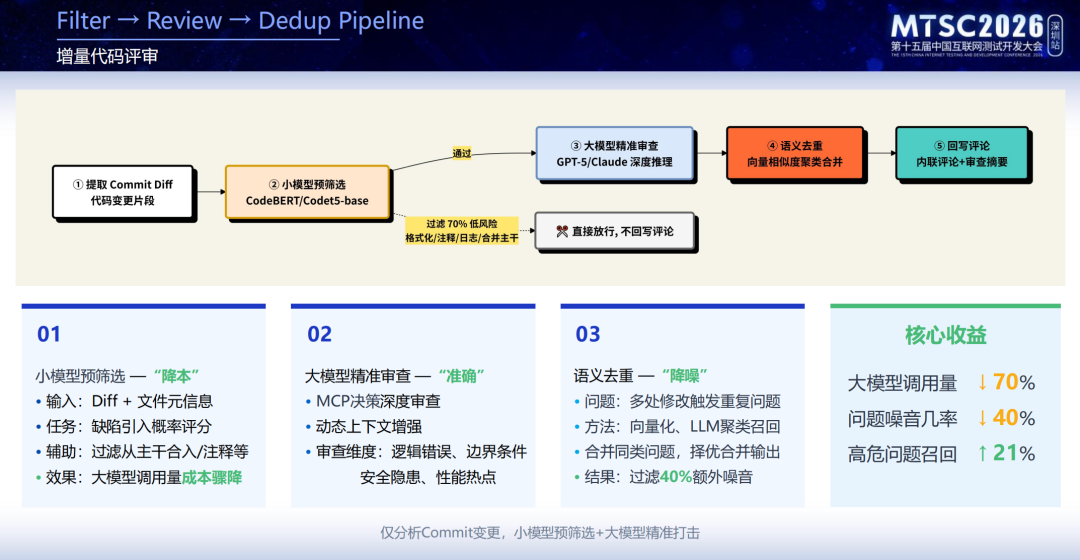 Filter → Review → Dedup Pipeline
增量代码评审
MTSC2026
深圳站
第十五届中国互联网测试开发大会
THE 15TH CHINA INTERNET TESTING AND DEVELOPMENT CONFERENCE 2026
① 提取 Commit Diff
代码变更片段
② 小模型预筛选
CodeBERT/Codet5-base
通过
③ 大模型精准审查
GPT-5/Claude 深度推理
④ 语义去重
向量相似度聚类合并
⑤ 回写评论
内联评论+审查摘要
过滤 70% 低风险
格式化/注释/日志/合并主干
直接放行, 不回写评论
01
小模型预筛选 — “降本”
• 输入：Diff + 文件元信息
• 任务：缺陷引入概率评分
• 辅助：过滤从主干合入/注释等
• 效果：大模型调用量成本骤降
02
大模型精准审查 — “准确”
• MCP决策深度审查
• 动态上下文增强
• 审查维度：逻辑错误、边界条件
安全隐患、性能热点
03
语义去重 — “降噪”
• 问题：多处修改触发重复问题
• 方法：向量化、LLM聚类召回
• 合并同类问题，择优合并输出
• 结果：过滤40%额外噪音
核心收益
大模型调用量 ↓70%
问题噪音几率 ↓40%
高危问题召回 ↑21%
仅分析Commit变更，小模型预筛选+大模型精准打击